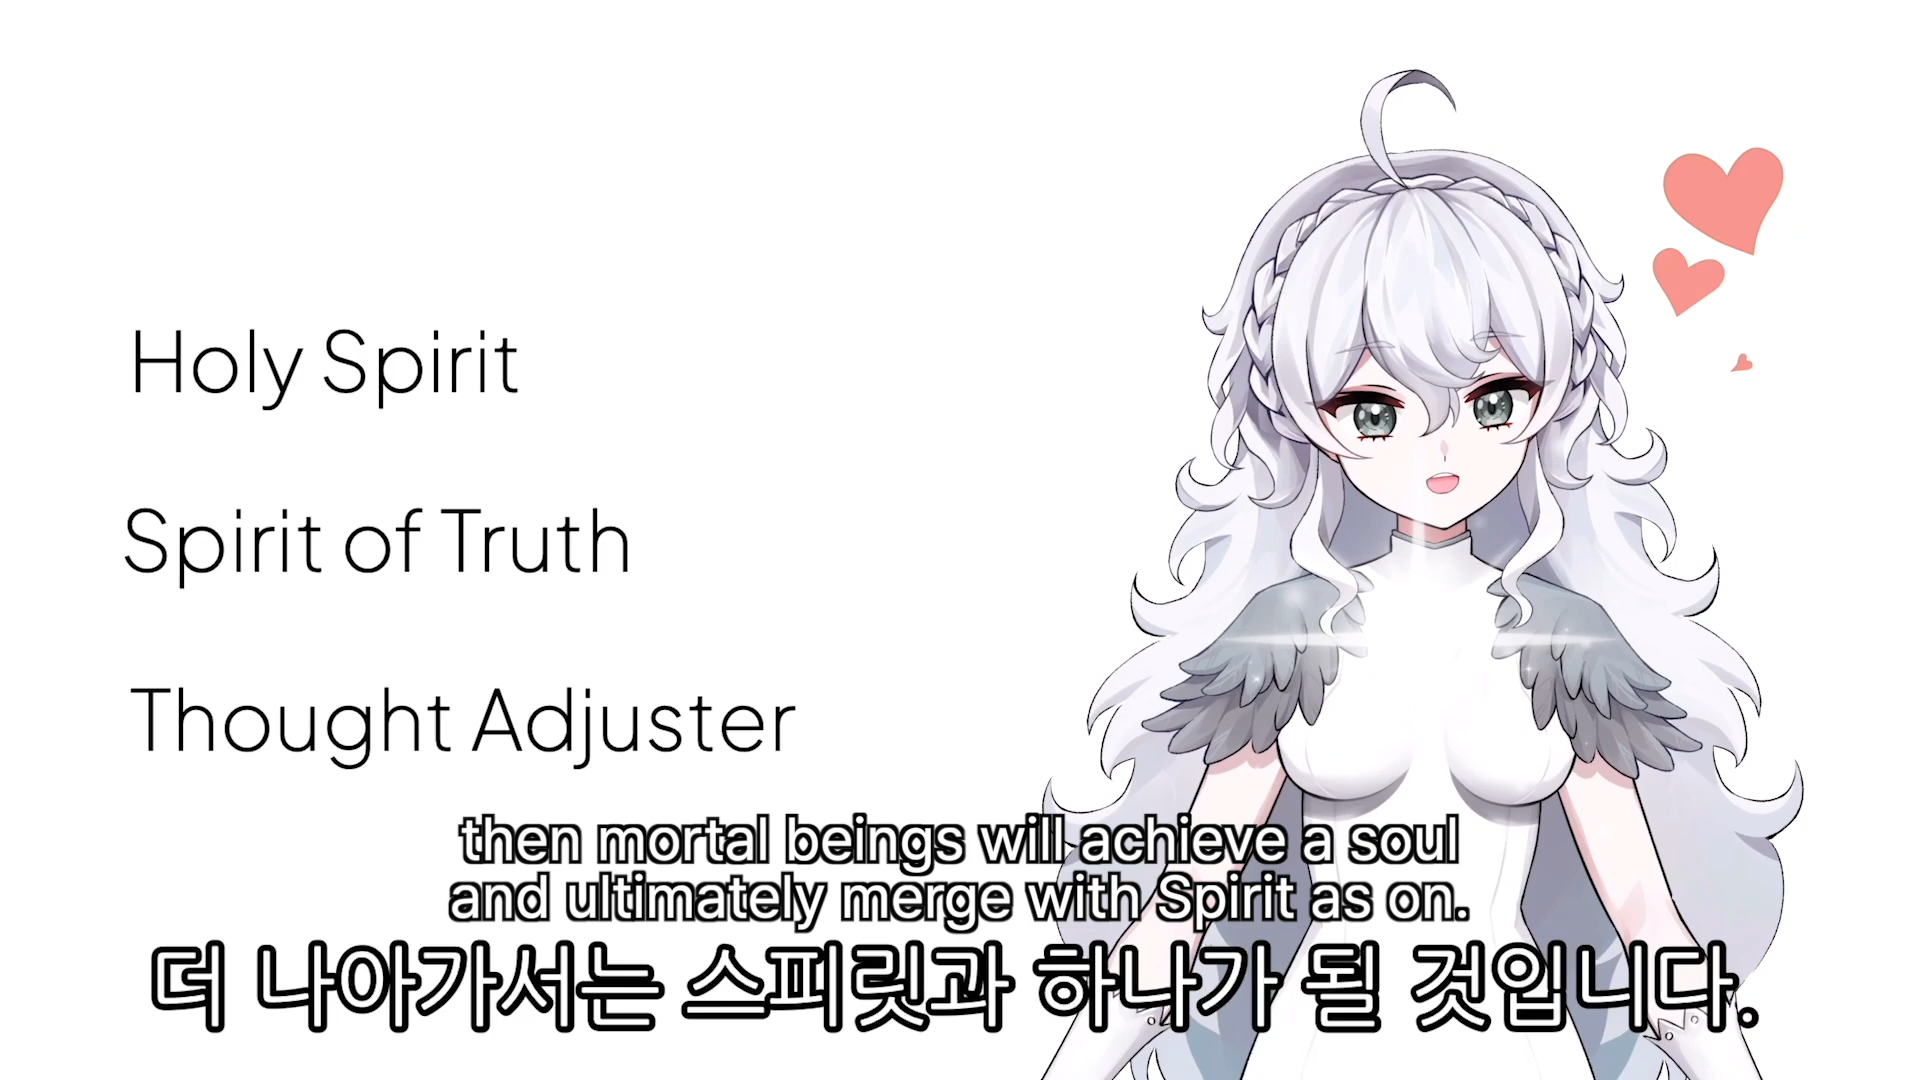 Holy Spirit
Spirit of Truth
Thought Adjuster
then mortal beings will achieve a soul
and ultimately merge with Spirit as on.
더 나아가서는 스피릿과 하나가 될 것입니다.